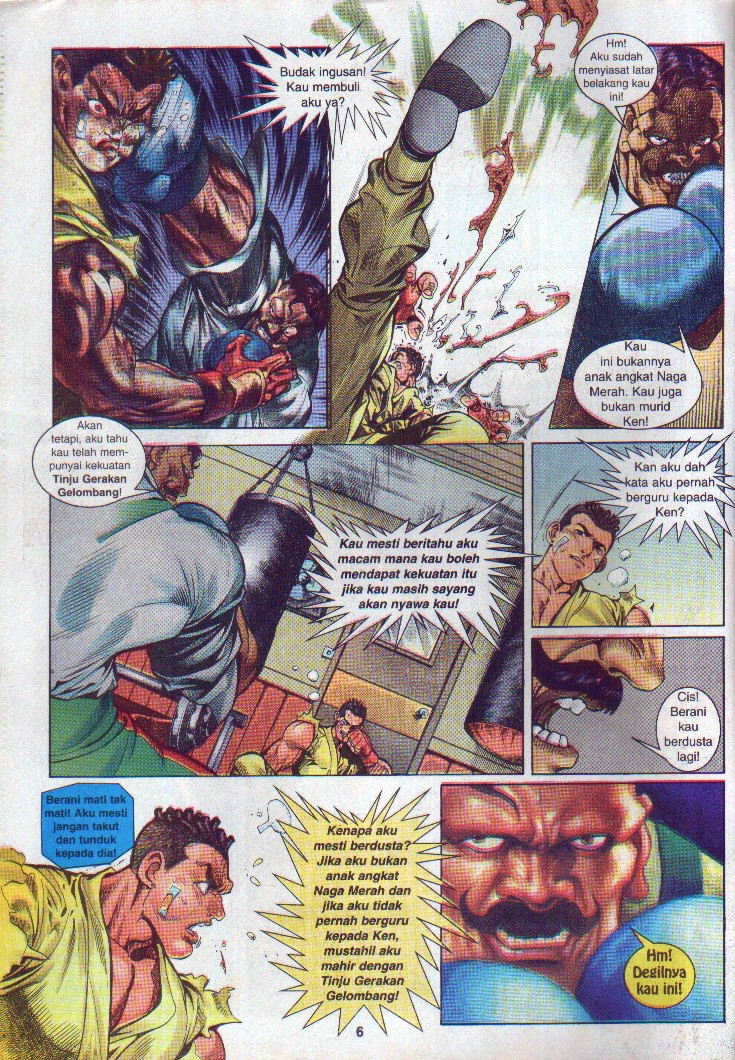 Budak ingusan!
Kau membuli
aku ya?
Hm!
Aku sudah
menyiasat latar
belakang kau
ini!
Kau
ini bukannya
anak angkat Naga
Merah. Kau juga
bukan murid
Ken!
Akan
tetapi, aku tahu
kau telah mem-
punyai kekuatan
Tinju Gerakan
Gelombang!
Kau mesti beritahu aku
macam mana kau boleh
mendapat kekuatan itu
jika kau masih sayang
akan nyawa kau!
Kan aku dah
kata aku pernah
berguru kepada
Ken?
Cis!
Berani
kau
berdusta
lagi!
Berani mati tak
mati! Aku mesti
jangan takut
dan tunduk
kepada dia!
Kenapa aku
mesti berdusta?
Jika aku bukan
anak angkat
Naga Merah dan
jika aku tidak
pernah berguru
kepada Ken,
mustahil aku
mahir dengan
Tinju Gerakan
Gelombang!
Hm!
Degilnya
kau ini!
6